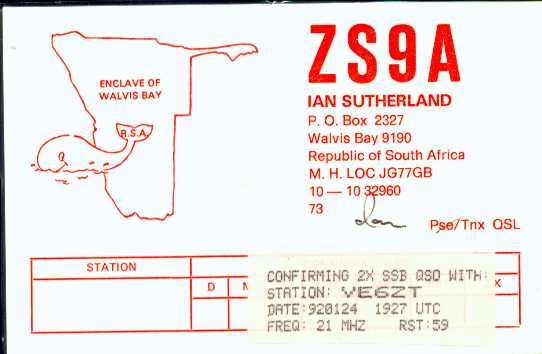 ENCLAVE OF
WALVIS BAY
R.S.A.
ZS9A
IAN SUTHERLAND
P. O. Box 2327
Walvis Bay 9190
Republic of South Africa
M. H. LOC JG77GB
10 — 10 32960
73
Ian
Pse/Tnx QSL
STATION
D
CONFIRMING 2X SSB QSO WITH:
STATION: VE6ZT
DATE:920124 1927 UTC
FREQ: 21 MHZ RST:59